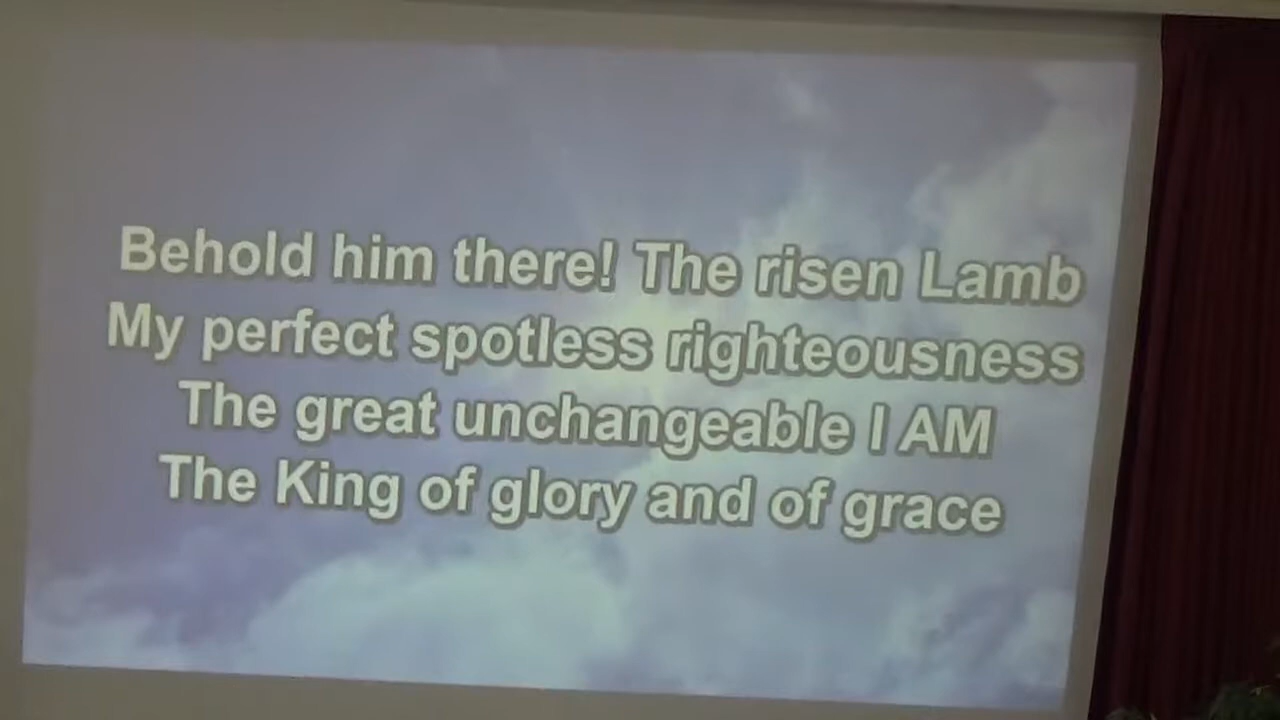 Behold him there! The risen Lamb
My perfect spotless righteousness
The great unchangeable I AM
The King of glory and of grace